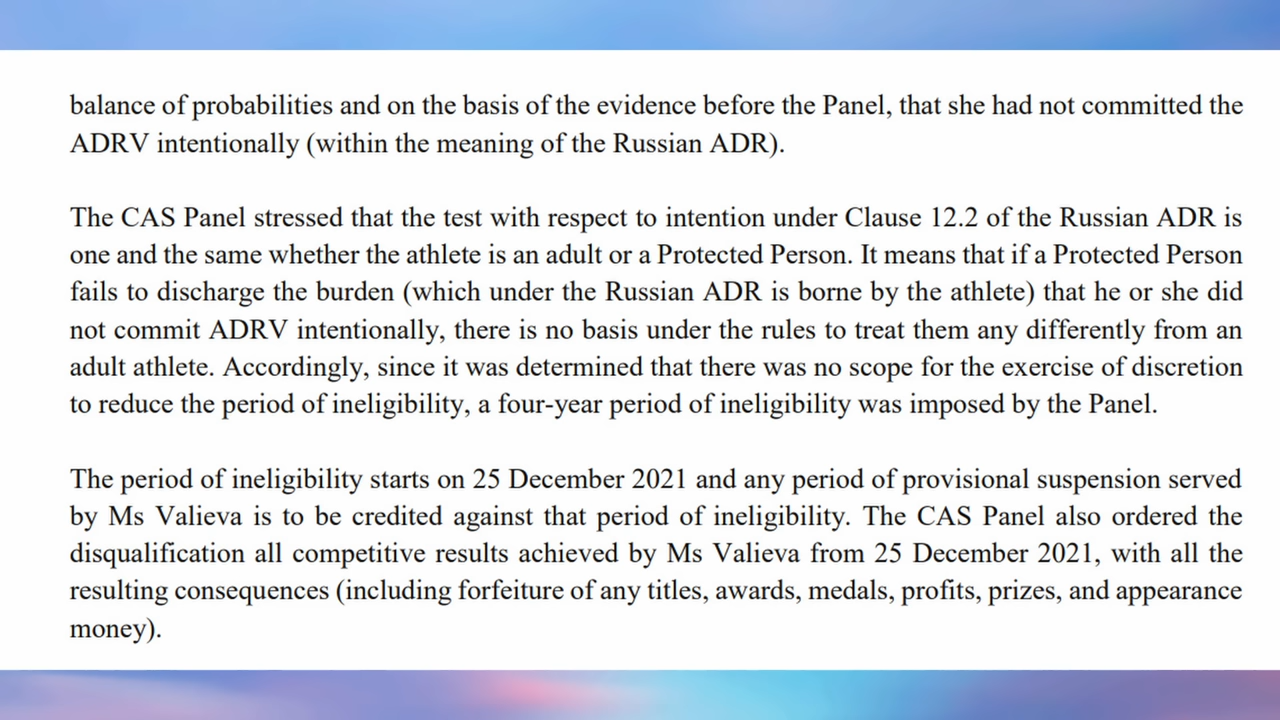 balance of probabilities and on the basis of the evidence before the Panel, that she had not committed the
ADRV intentionally (within the meaning of the Russian ADR).
The CAS Panel stressed that the test with respect to intention under Clause 12.2 of the Russian ADR is
one and the same whether the athlete is an adult or a Protected Person. It means that if a Protected Person
fails to discharge the burden (which under the Russian ADR is borne by the athlete) that he or she did
not commit ADRV intentionally, there is no basis under the rules to treat them any differently from an
adult athlete. Accordingly, since it was determined that there was no scope for the exercise of discretion
to reduce the period of ineligibility, a four-year period of ineligibility was imposed by the Panel.
The period of ineligibility starts on 25 December 2021 and any period of provisional suspension served
by Ms Valieva is to be credited against that period of ineligibility. The CAS Panel also ordered the
disqualification all competitive results achieved by Ms Valieva from 25 December 2021, with all the
resulting consequences (including forfeiture of any titles, awards, medals, profits, prizes, and appearance
money).